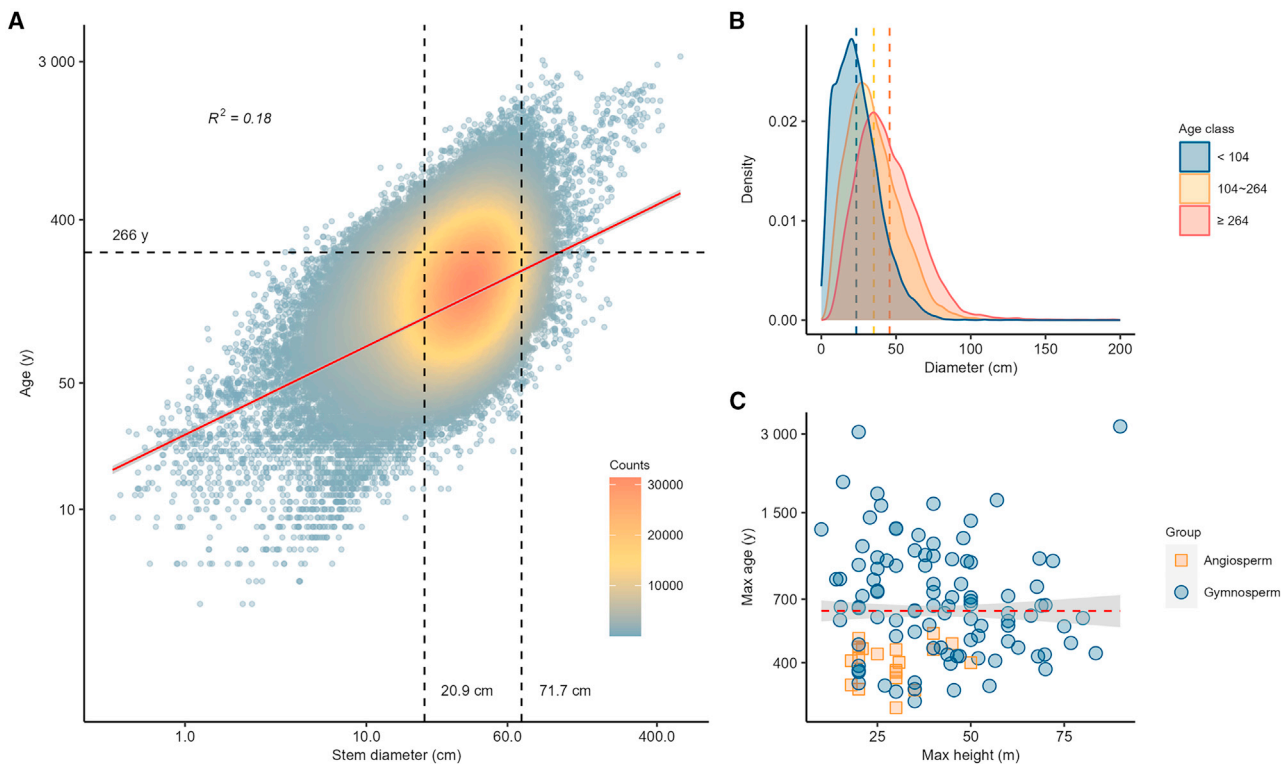 A
3 000
400
50
10
Age (y)
R² = 0.18
266 y
Counts
30000
20000
10000
20.9 cm
71.7 cm
1.0
10.0
60.0
400.0
Stem diameter (cm)
B
0.02
0.01
0.00
Density
0
50
100
150
200
Diameter (cm)
Age class
< 104
104~264
≥ 264
C
3 000
1 500
700
400
Max age (y)
25
50
75
Max height (m)
Group
Angiosperm
Gymnosperm